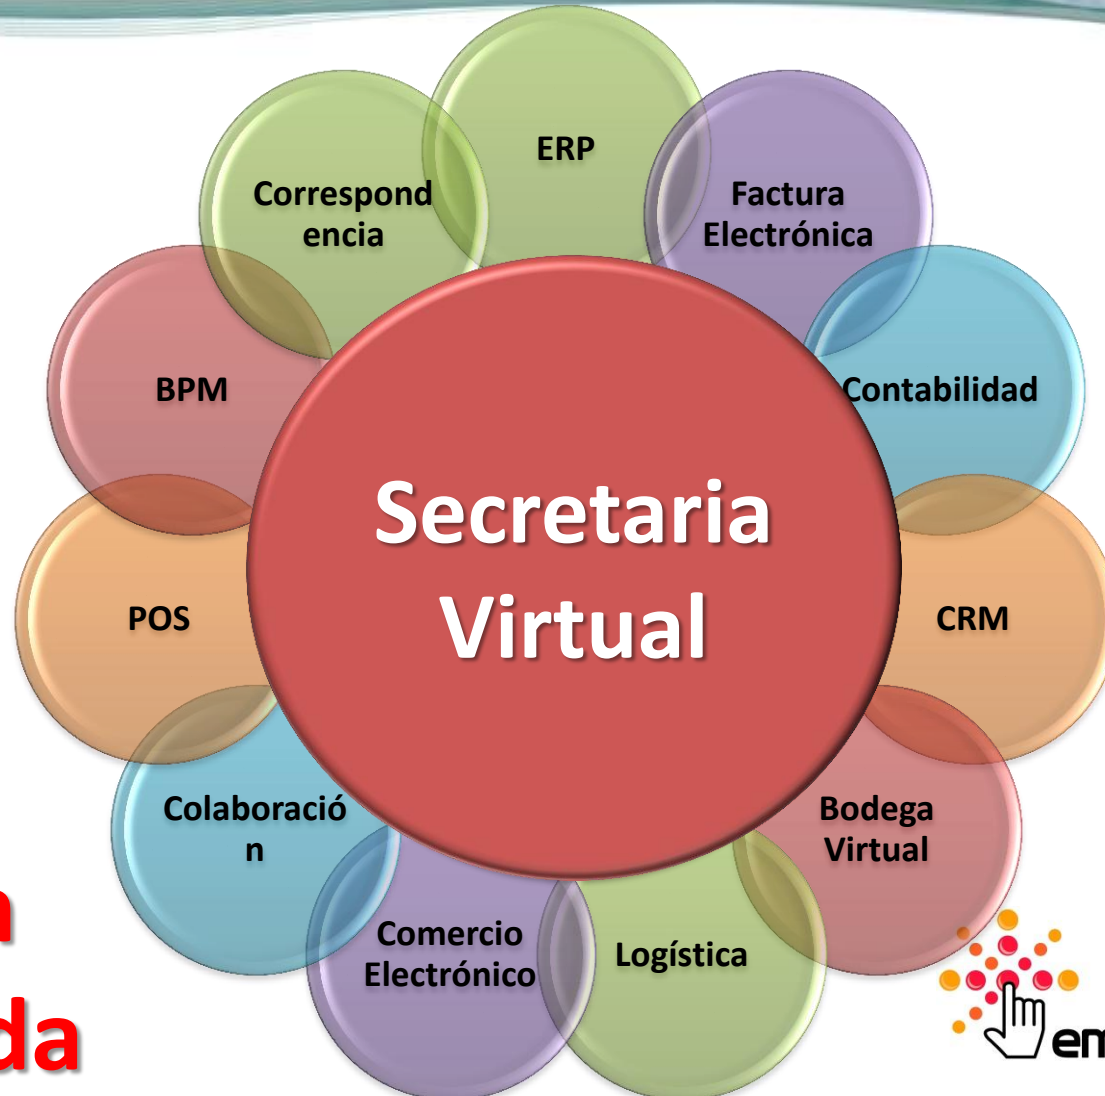 ERP
Factura
Electrónica
Contabilidad
CRM
Bodega
Virtual
Logística
Comercio
Electrónico
Colaboració
n
POS
BPM
Correspond
encia
Secretaria
Virtual